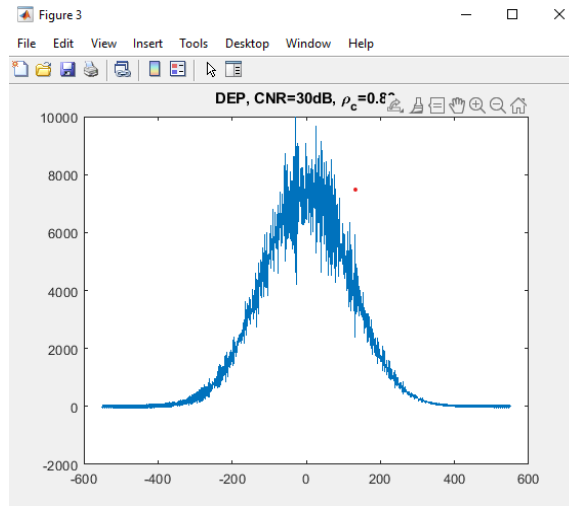 Figure 3
File Edit View Insert Tools Desktop Window Help
DEP, CNR=30dB, ρc=0.8
10000
8000
6000
4000
2000
0
-2000
-600 -400 -200 0 200 400 600